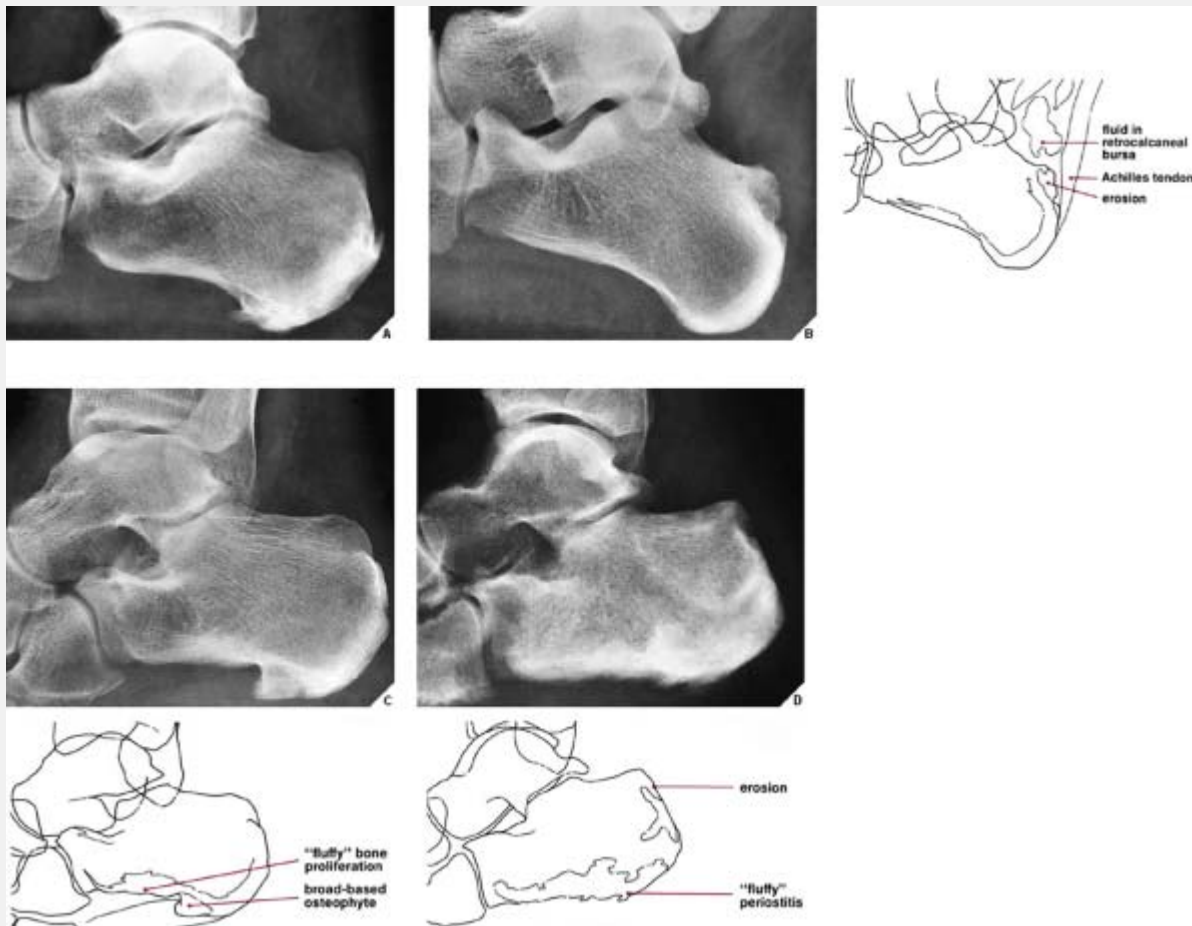 A
B
fluid in
retrocalcaneal
bursa
Achilles tendon
erosion
C
D
"fluffy" bone
proliferation
broad-based
osteophyte
erosion
"fluffy"
periostitis